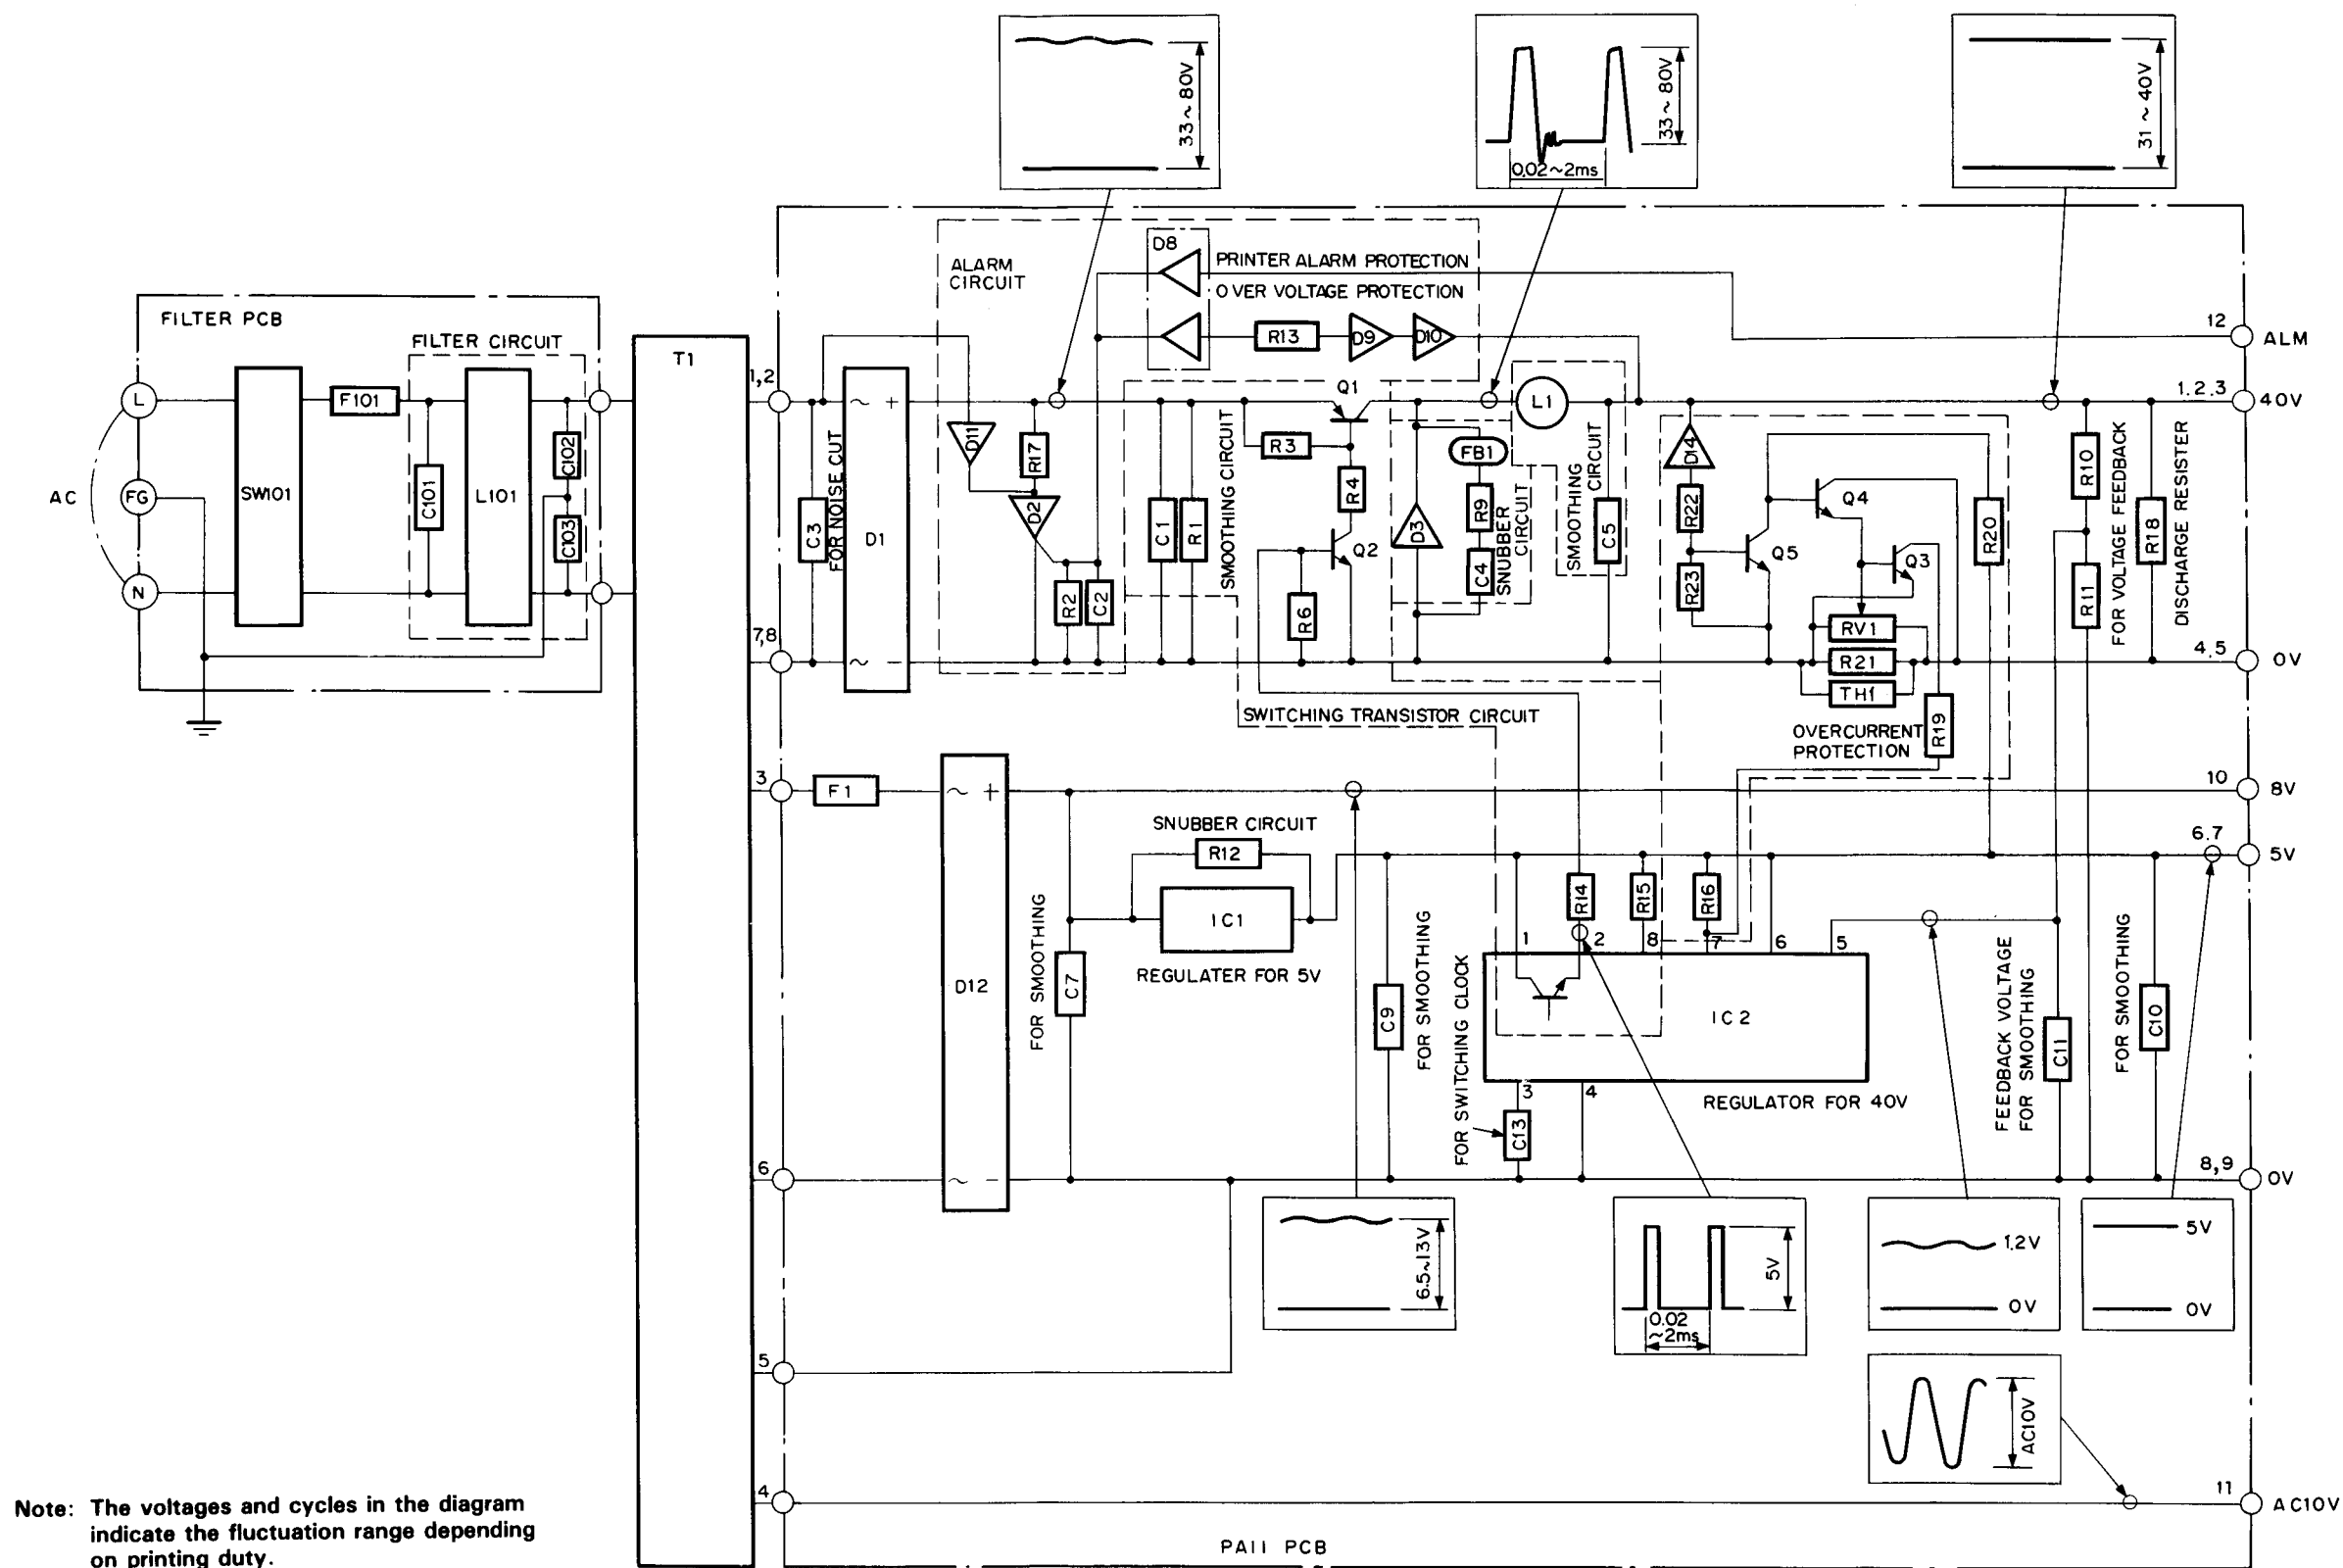 33~80V
33~80V
0.02~2ms
31~40V
FILTER PCB
FILTER CIRCUIT
L
FG
N
AC
SW101
F101
C101
L101
C102
C103
T1
1,2
7,8
3
6
5
4
ALARM
CIRCUIT
D8
PRINTER ALARM PROTECTION
OVER VOLTAGE PROTECTION
R13
D9
D10
12
ALM
C3
FOR NOISE CUT
~ +
D1
~ -
D11
R17
D2
R2
C2
C1
R1
SMOOTHING CIRCUIT
Q1
R3
R4
Q2
R6
D3
FB1
R9
C4
SNUBBER
CIRCUIT
L1
SMOOTHING
CIRCUIT
C5
D14
R22
R23
Q5
Q4
Q3
RV1
R21
TH1
R19
R20
OVERCURRENT
PROTECTION
R10
R11
FOR VOLTAGE FEEDBACK
R18
DISCHARGE RESISTER
1.2.3
40V
4.5
0V
SWITCHING TRANSISTOR CIRCUIT
F1
~ +
D12
~ -
FOR SMOOTHING
C7
SNUBBER CIRCUIT
R12
IC1
REGULATER FOR 5V
C9
FOR SMOOTHING
R14
R15
R16
1
2
8
7
6
5
IC2
3
4
REGULATOR FOR 40V
FOR SWITCHING CLOCK
C13
FEEDBACK VOLTAGE
FOR SMOOTHING
C11
FOR SMOOTHING
C10
10
8V
6.7
5V
8,9
0V
6.5~13V
0.02
~2ms
5V
1.2V
0V
5V
0V
AC10V
11
AC10V
PA11 PCB
Note: The voltages and cycles in the diagram
indicate the fluctuation range depending
on printing duty.